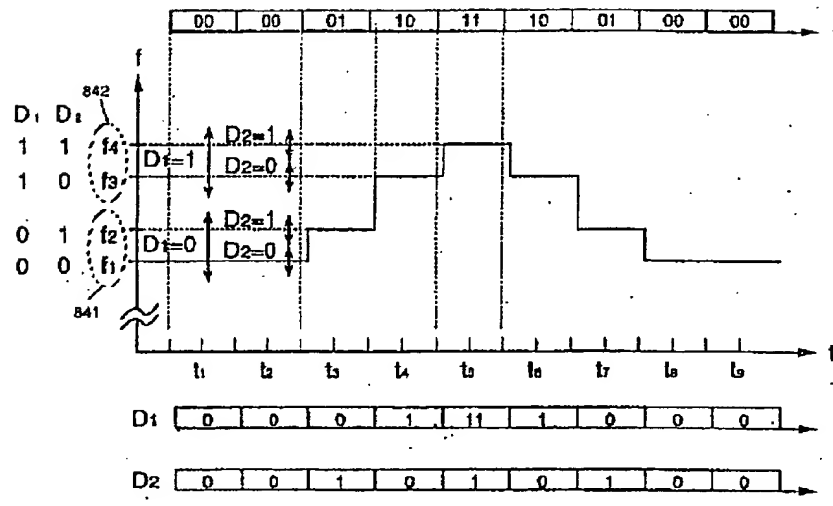 00 00 01 10 11 10 01 00 00
f
842
D1 D2
1 1 f4 D1=1 D2=1
1 0 f3 D2=0
0 1 f2 D1=0 D2=1
0 0 f1 D2=0
841
t1 t2 t3 t4 t5 t6 t7 t8 t9 t
D1 0 0 0 1 11 1 0 0 0
D2 0 0 1 0 1 0 1 0 0